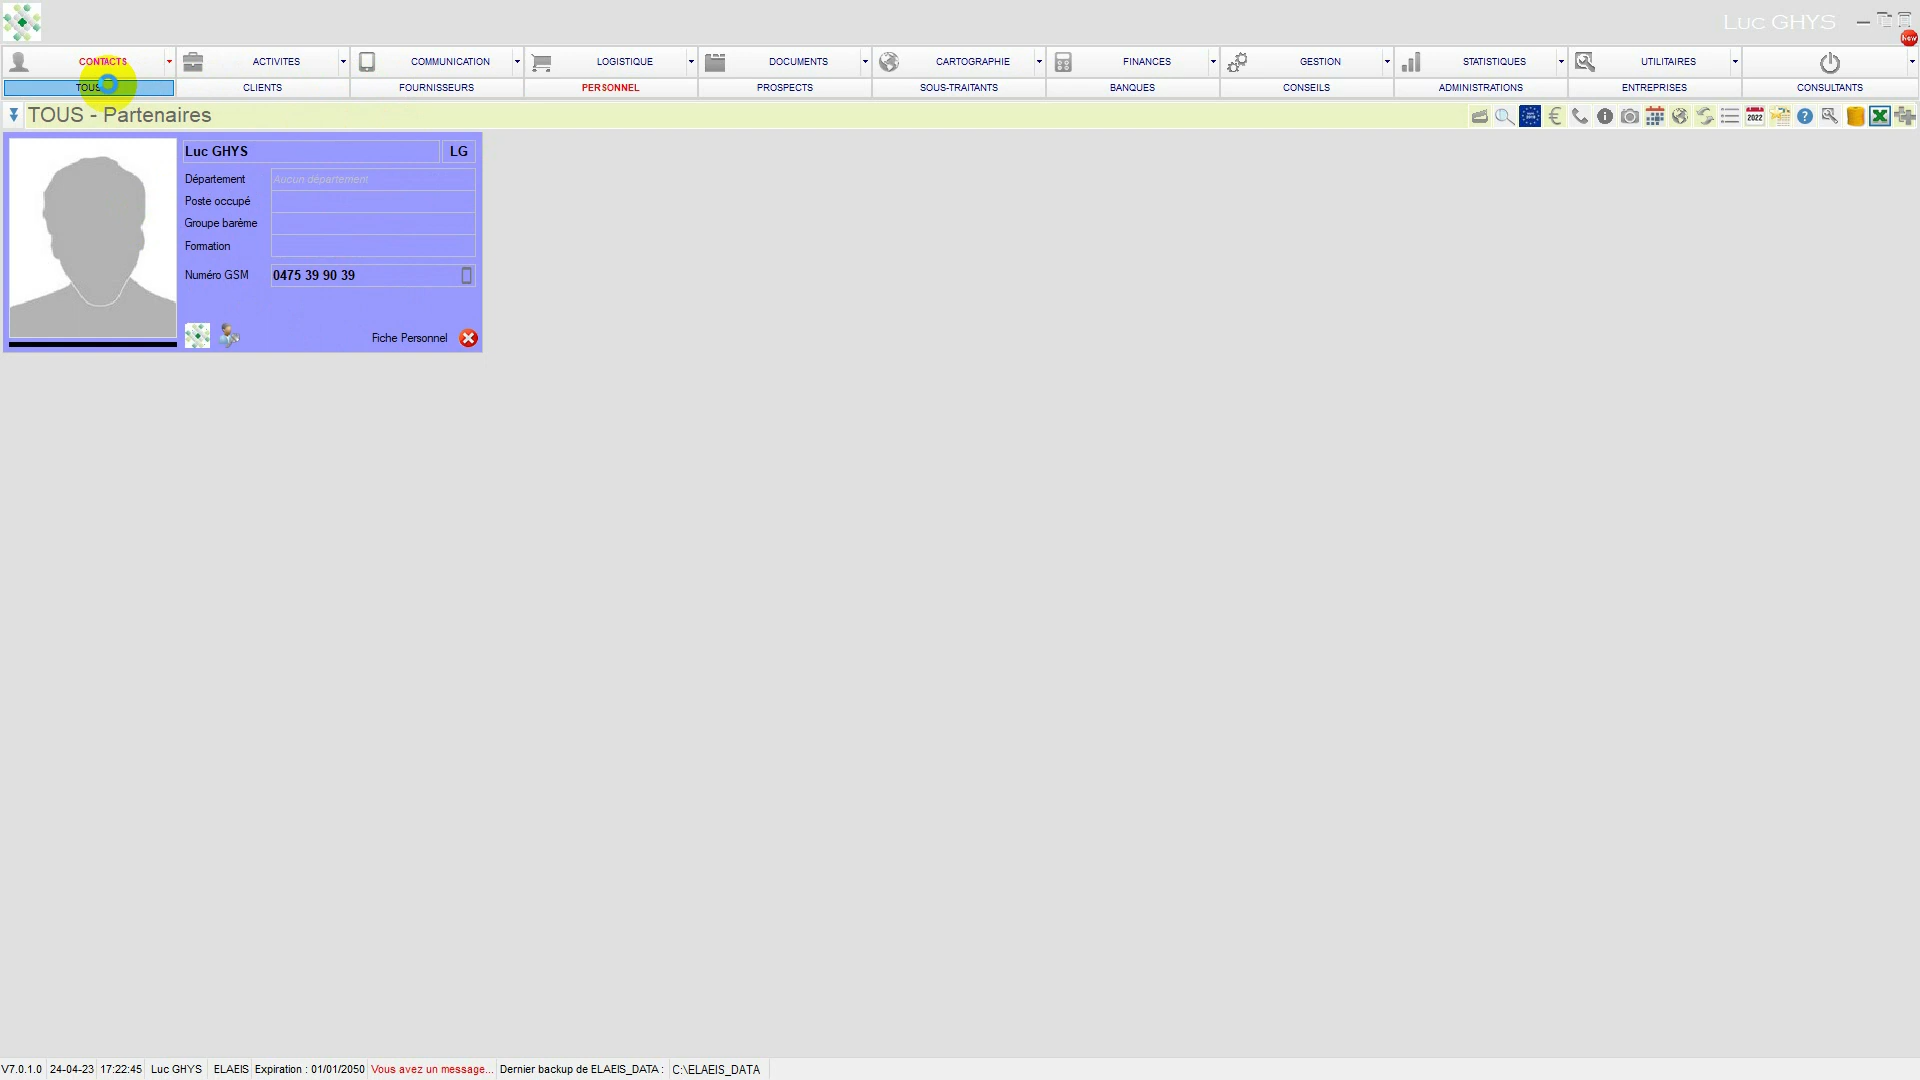 Luc GHYS
New
CONTACTS
ACTIVITES
COMMUNICATION
LOGISTIQUE
DOCUMENTS
CARTOGRAPHIE
FINANCES
GESTION
STATISTIQUES
UTILITAIRES
TOUS
CLIENTS
FOURNISSEURS
PERSONNEL
PROSPECTS
SOUS-TRAITANTS
BANQUES
CONSEILS
ADMINISTRATIONS
ENTREPRISES
CONSULTANTS
TOUS - Partenaires
2022
Luc GHYS LG
Département Aucun département
Poste occupé
Groupe barème
Formation
Numéro GSM 0475 39 90 39
Fiche Personnel
V7.0.1.0 24-04-23 17:22:45 Luc GHYS ELAEIS Expiration : 01/01/2050 Vous avez un message... Dernier backup de ELAEIS_DATA : C:\ELAEIS_DATA